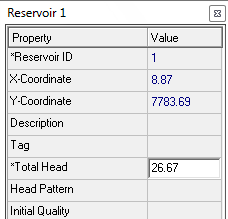 Reservoir 1
Property Value
*Reservoir ID 1
X-Coordinate 8.87
Y-Coordinate 7783.69
Description
Tag
*Total Head 26.67
Head Pattern
Initial Quality